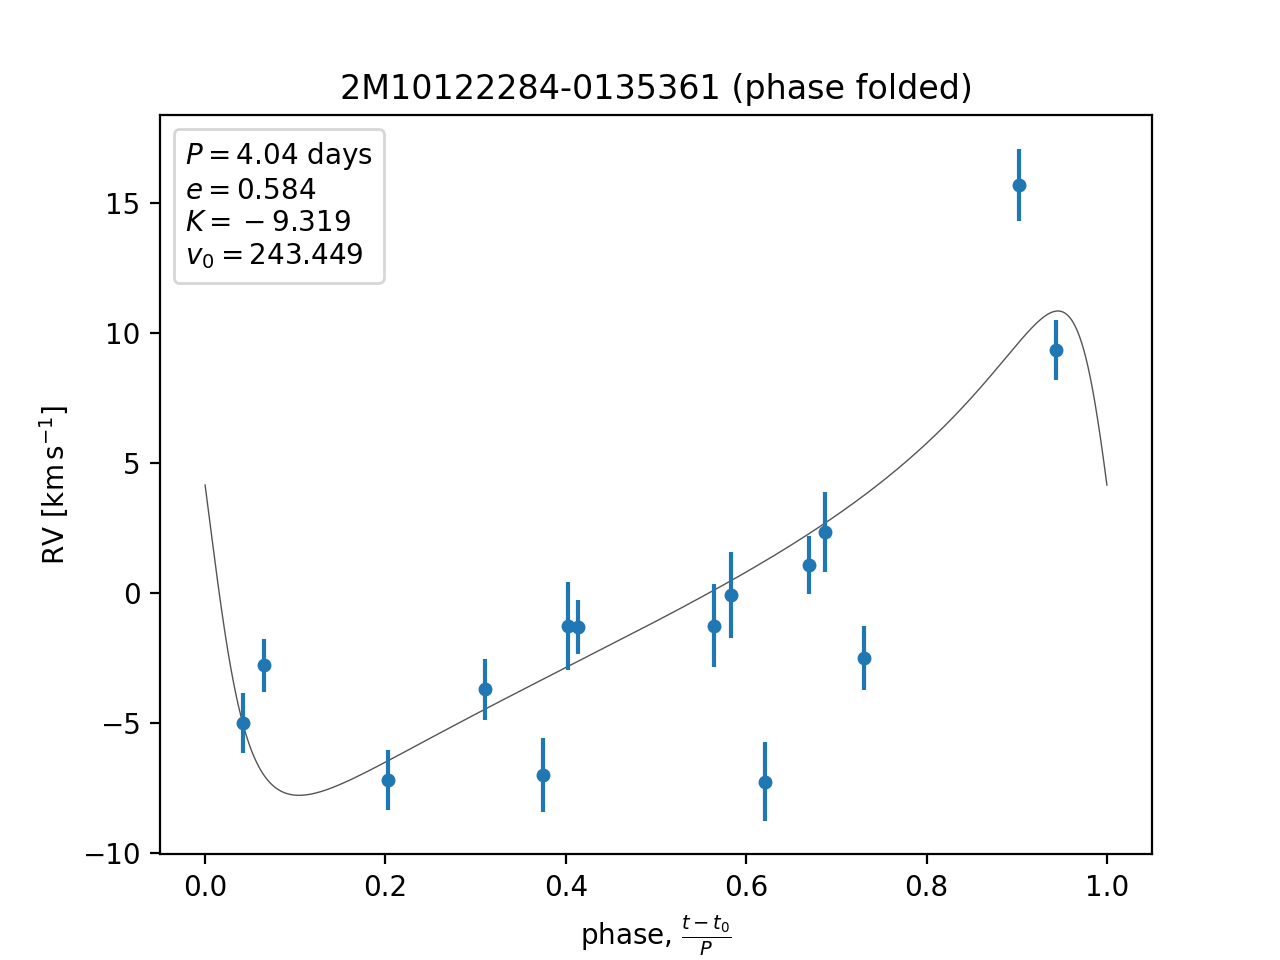 2M10122284-0135361 (phase folded)
P = 4.04 days
e = 0.584
K = −9.319
v₀ = 243.449
RV [km s⁻¹]
15
10
5
0
−5
−10
0.0 0.2 0.4 0.6 0.8 1.0
phase, (t − t₀)/P